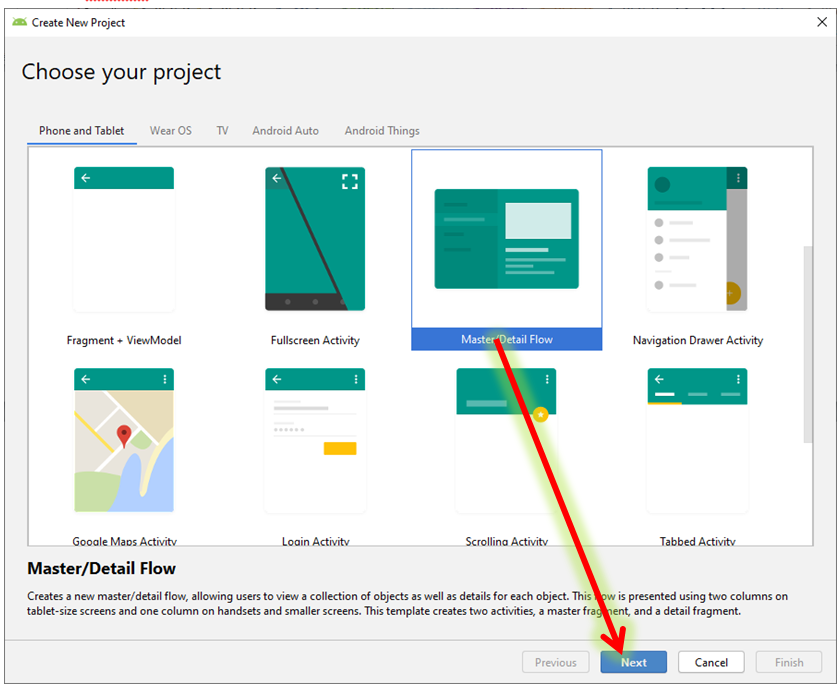 Create New Project
Choose your project
Phone and Tablet Wear OS TV Android Auto Android Things
Fragment + ViewModel Fullscreen Activity Master/Detail Flow Navigation Drawer Activity
Google Maps Activity Login Activity Scrolling Activity Tabbed Activity
Master/Detail Flow
Creates a new master/detail flow, allowing users to view a collection of objects as well as details for each object. This flow is presented using two columns on
tablet-size screens and one column on handsets and smaller screens. This template creates two activities, a master fragment, and a detail fragment.
Previous Next Cancel Finish